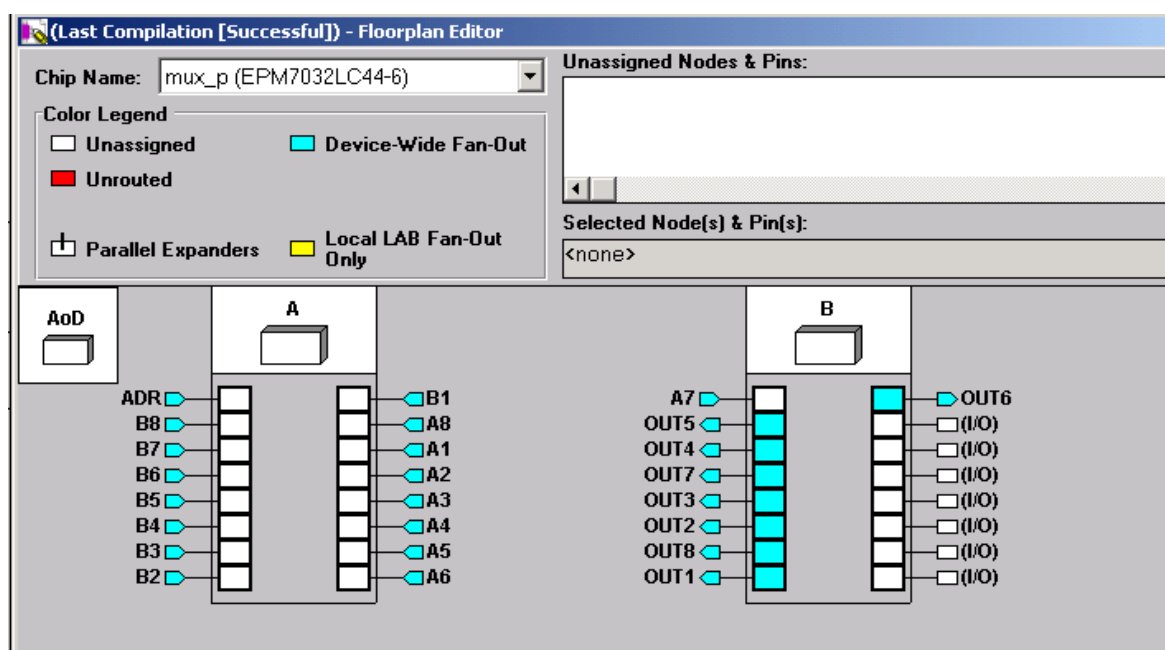 (Last Compilation [Successful]) - Floorplan Editor
Chip Name: mux_p (EPM7032LC44-6)
Color Legend
Unassigned Device-Wide Fan-Out
Unrouted
Parallel Expanders Local LAB Fan-Out
Only
Unassigned Nodes & Pins:
Selected Node(s) & Pin(s):
<none>
AoD
A
ADR B1
B8 A8
B7 A1
B6 A2
B5 A3
B4 A4
B3 A5
B2 A6
B
A7 OUT6
OUT5 (I/O)
OUT4 (I/O)
OUT7 (I/O)
OUT3 (I/O)
OUT2 (I/O)
OUT8 (I/O)
OUT1 (I/O)